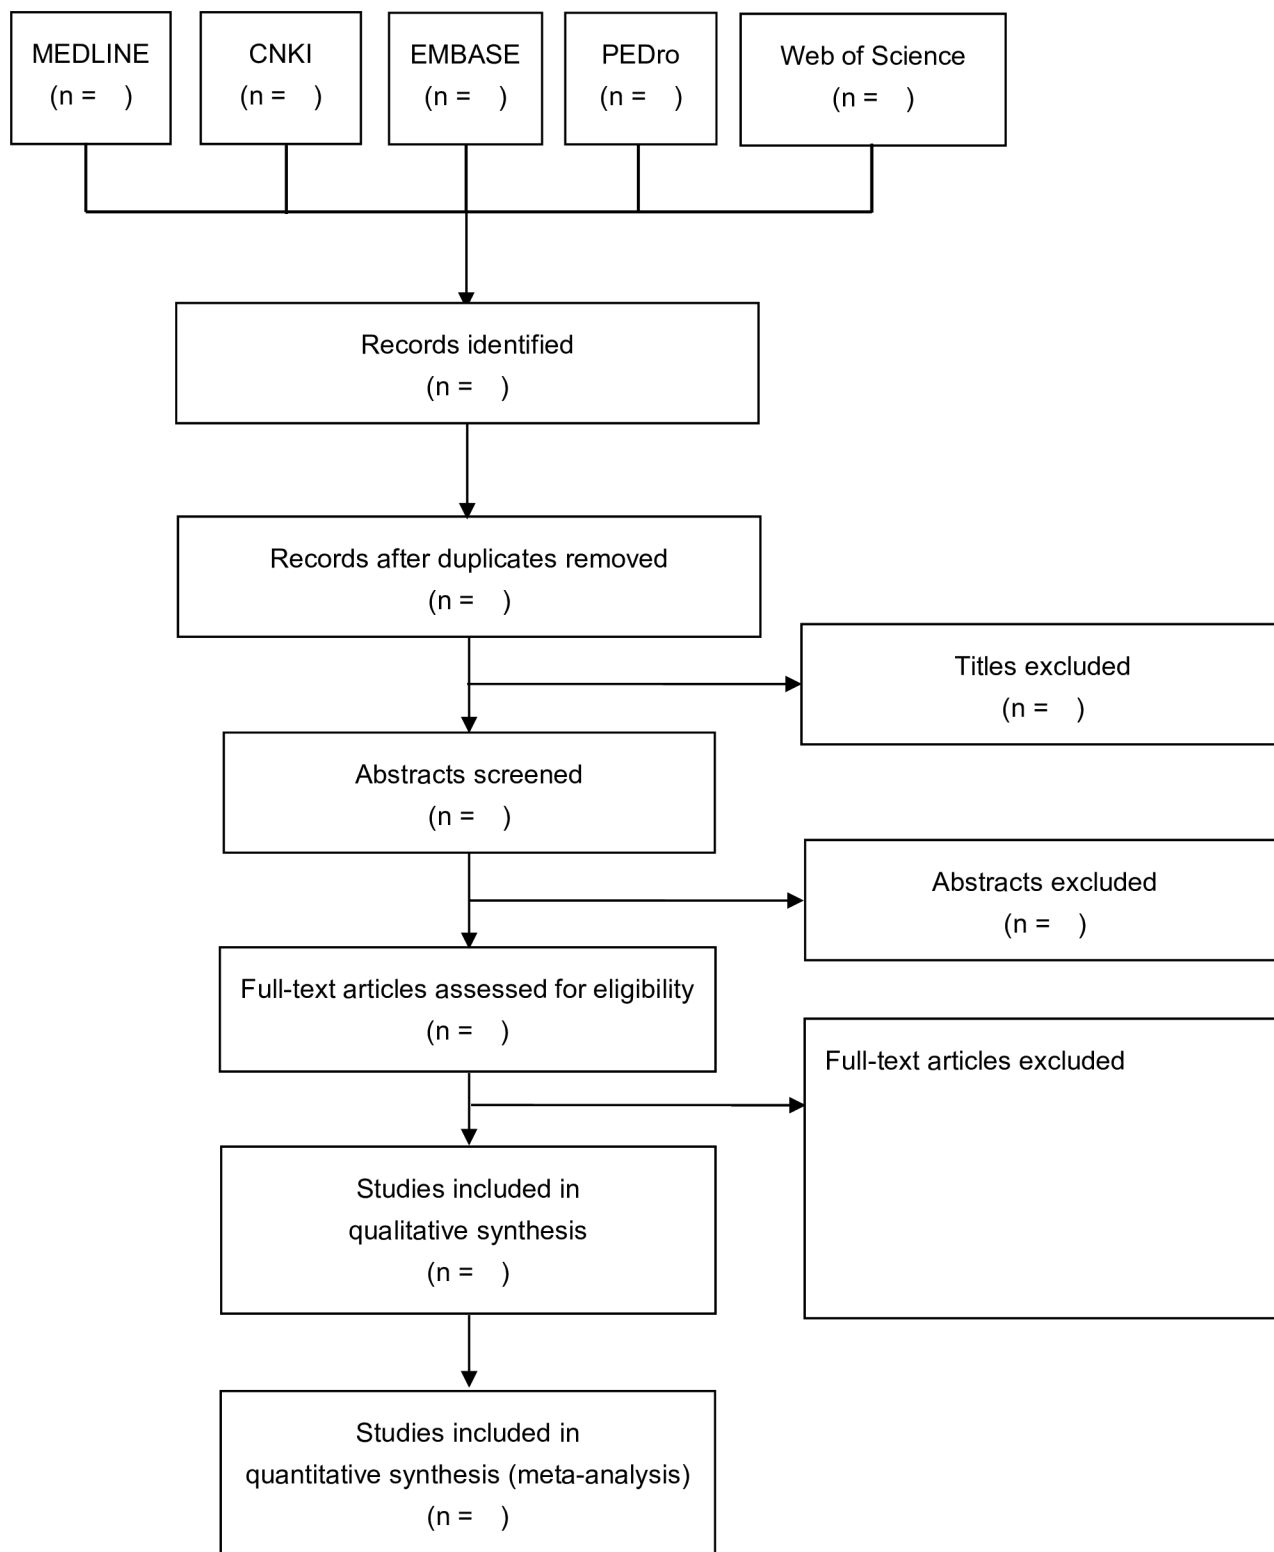 MEDLINE
(n =    )
CNKI
(n =    )
EMBASE
(n =    )
PEDro
(n =    )
Web of Science
(n =    )
Records identified
(n =    )
Records after duplicates removed
(n =    )
Titles excluded
(n =    )
Abstracts screened
(n =    )
Abstracts excluded
(n =    )
Full-text articles assessed for eligibility
(n =    )
Full-text articles excluded
Studies included in
qualitative synthesis
(n =    )
Studies included in
quantitative synthesis (meta-analysis)
(n =    )